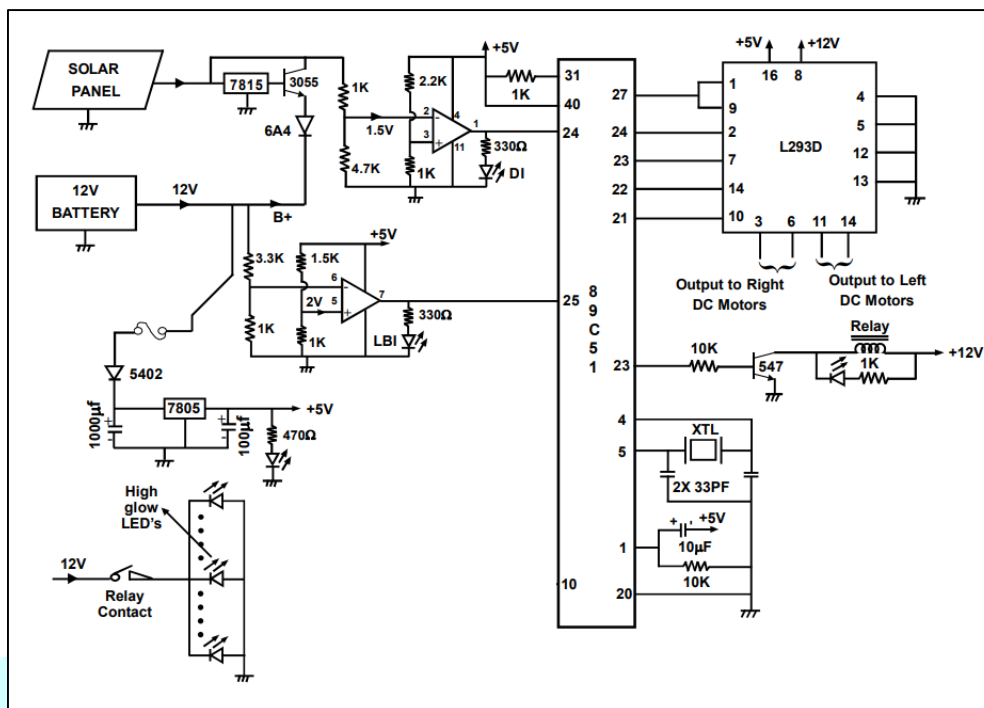 SOLAR
PANEL
7815
3055
6A4
1K
4.7K
1.5V
2.2K
1K
2
3
4
11
1
+5V
1K
330Ω
DI
12V
BATTERY
12V
B+
3.3K
1K
1.5K
1K
2V
6
5
7
+5V
330Ω
LBI
5402
7805
1000µf
100µf
+
-
+
-
+5V
470Ω
High
glow
LED's
12V
Relay
Contact
31
40
24
25
10
8
9
C
5
1
27
24
23
22
21
23
4
5
1
20
+5V
+12V
16
8
1
9
2
7
14
10
L293D
4
5
12
13
3
6
11
14
Output to Right
DC Motors
Output to Left
DC Motors
10K
547
Relay
1K
+12V
XTL
2X 33PF
+
-
+5V
10µF
10K